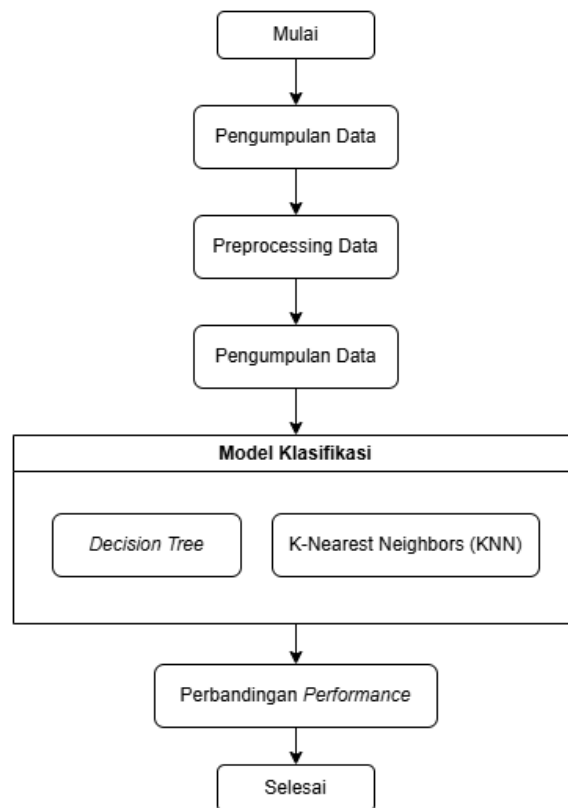 Mulai
Pengumpulan Data
Preprocessing Data
Pengumpulan Data
Model Klasifikasi
Decision Tree
K-Nearest Neighbors (KNN)
Perbandingan Performance
Selesai